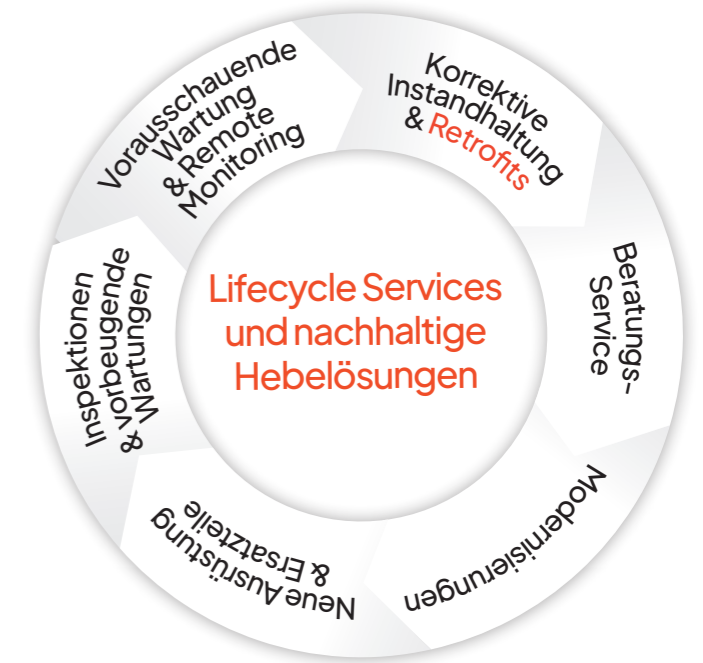 Vorausschauende
Wartung
& Remote
Monitoring
Korrektive
Instandhaltung
& Retrofits
Beratungs-
Service
Modernisierungen
Neue Ausrüstung
& Ersatzteile
Inspektionen
& vorbeugende
Wartungen
Lifecycle Services
und nachhaltige
Hebelösungen